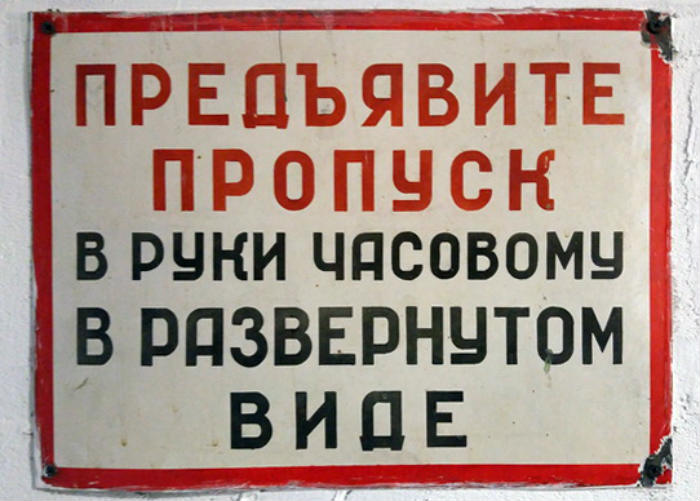 ПРЕДЪЯВИТЕ
ПРОПУСК
В РУКИ ЧАСОВОМУ
В РАЗВЕРНУТОМ
ВИДЕ